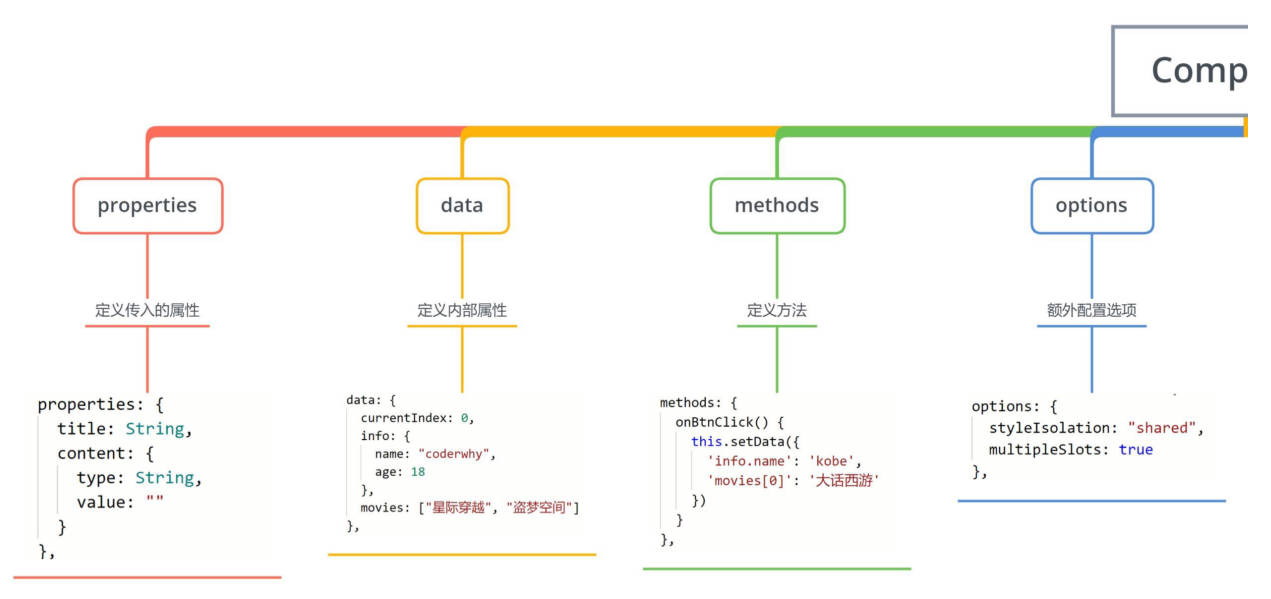 Comp
properties
data
methods
options
定义传入的属性
定义内部属性
定义方法
额外配置选项
properties: {
title: String,
content: {
type: String,
value: ""
}
},
data: {
currentIndex: 0,
info: {
name: "coderwhy",
age: 18
},
movies: ["星际穿越", "盗梦空间"]
},
methods: {
onBtnClick() {
this.setData({
'info.name': 'kobe',
'movies[0]': '大话西游'
})
}
},
options: {
styleIsolation: "shared",
multipleSlots: true
},